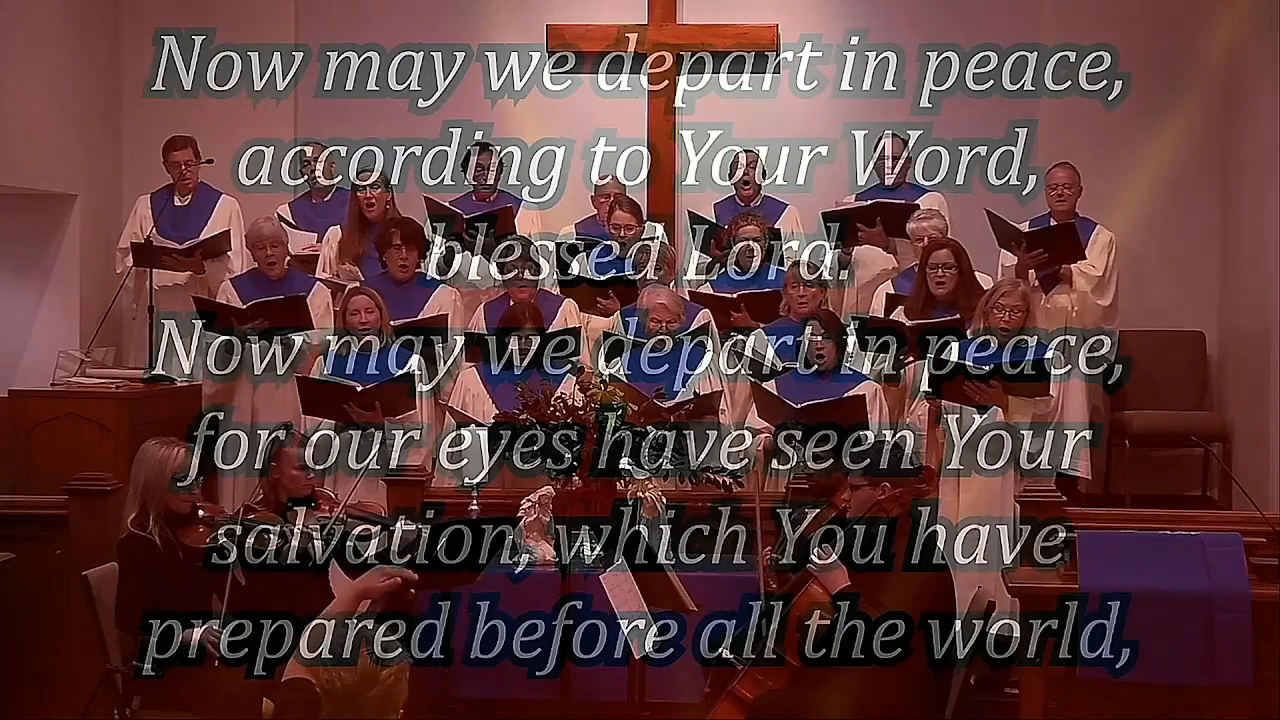 Now may we depart in peace,
according to Your Word,
blessed Lord.
Now may we depart in peace,
for our eyes have seen Your
salvation, which You have
prepared before all the world,